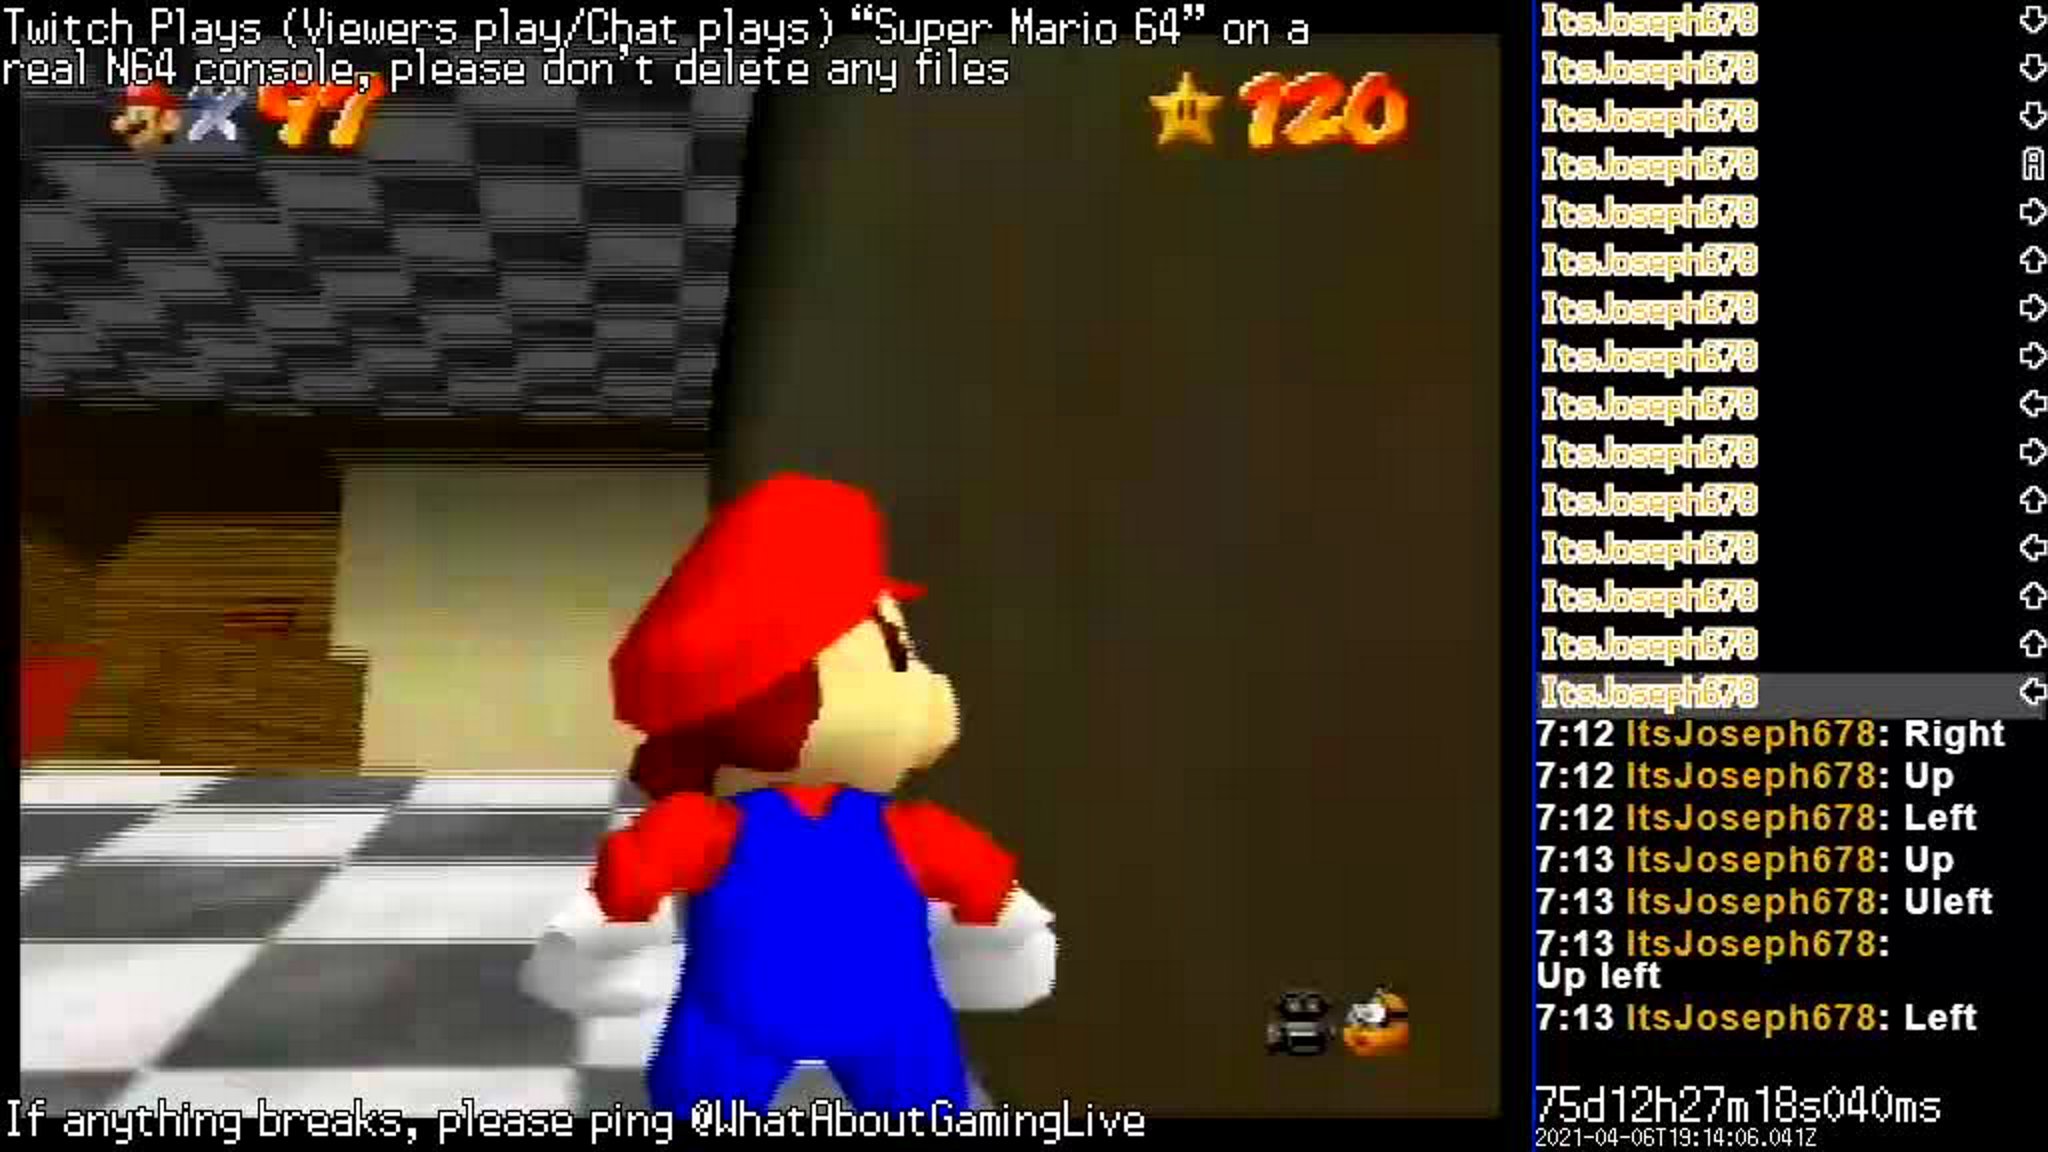 Twitch Plays (Viewers play/Chat plays) “Super Mario 64” on a
real N64 console, please don't delete any files
120
ItsJoseph678
ItsJoseph678
ItsJoseph678
ItsJoseph678 A
ItsJoseph678
ItsJoseph678
ItsJoseph678
ItsJoseph678
ItsJoseph678
ItsJoseph678
ItsJoseph678
ItsJoseph678
ItsJoseph678
ItsJoseph678
ItsJoseph678
7:12 ItsJoseph678: Right
7:12 ItsJoseph678: Up
7:12 ItsJoseph678: Left
7:13 ItsJoseph678: Up
7:13 ItsJoseph678: Uleft
7:13 ItsJoseph678:
Up left
7:13 ItsJoseph678: Left
75d12h27m18s040ms
2021-04-06T19:14:06.041Z
If anything breaks, please ping @WhatAboutGamingLive